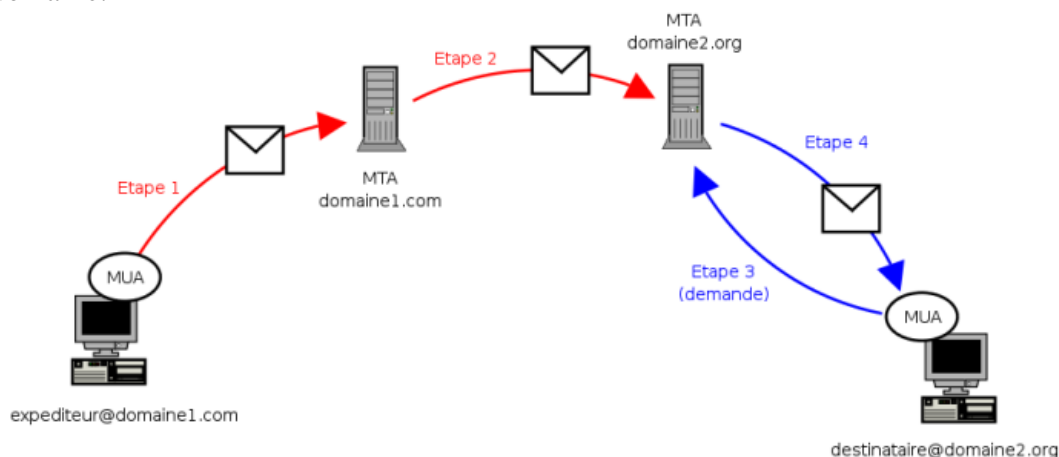 MTA
domaine2.org
Etape 2
MTA
domaine1.com
Etape 1
Etape 4
Etape 3
(demande)
MUA
MUA
expediteur@domaine1.com
destinataire@domaine2.org